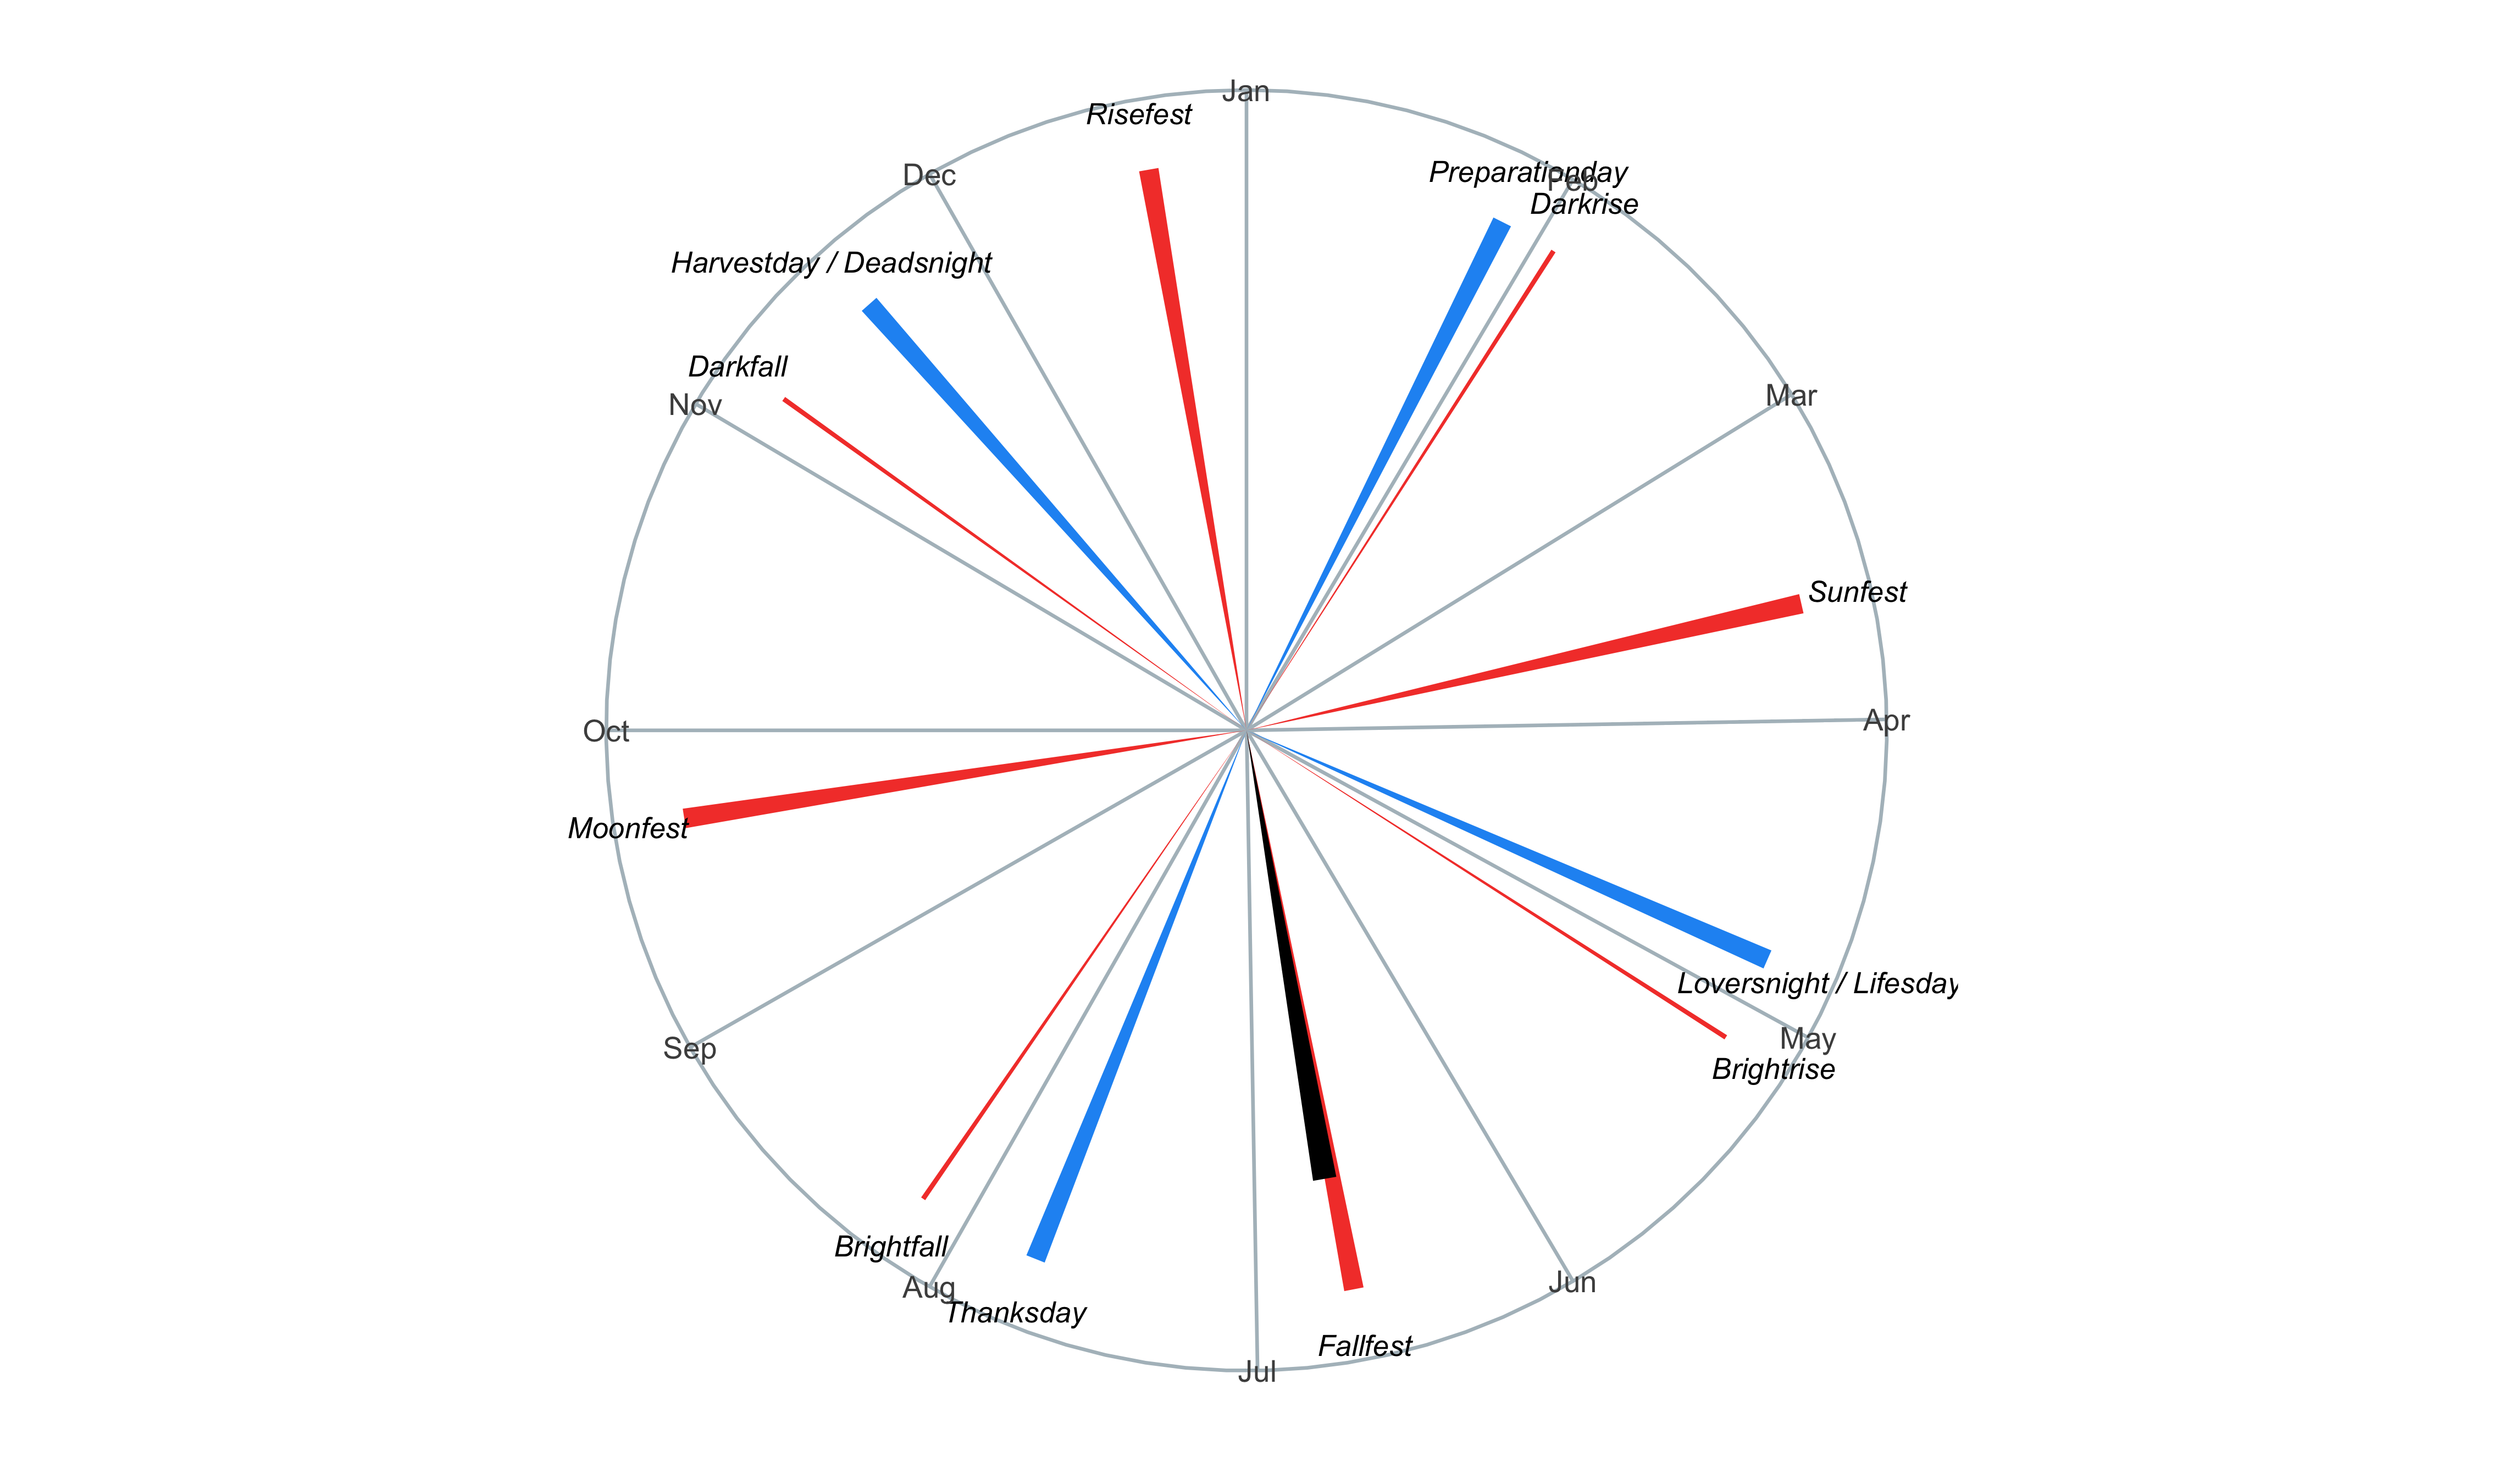 Jan
Risefest
Preparationday
Dec
Feb
Darkrise
Harvestday / Deadsnight
Darkfall
Mar
Nov
Sunfest
Apr
Oct
Moonfest
Loversnight / Lifesday
May
Sep
Brightrise
Brightfall
Jun
Aug
Thanksday
Fallfest
Jul